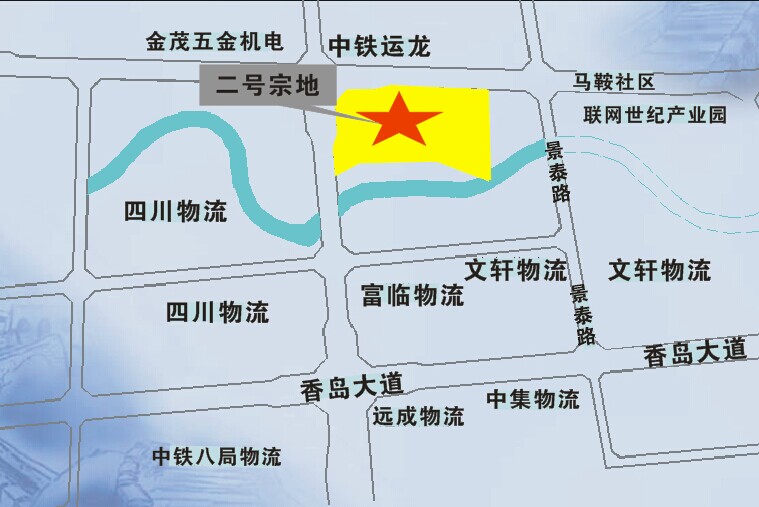 金茂五金机电
中铁运龙
二号宗地
马鞍社区
联网世纪产业园
景泰路
四川物流
文轩物流
文轩物流
富临物流
四川物流
景泰路
香岛大道
香岛大道
中集物流
远成物流
中铁八局物流